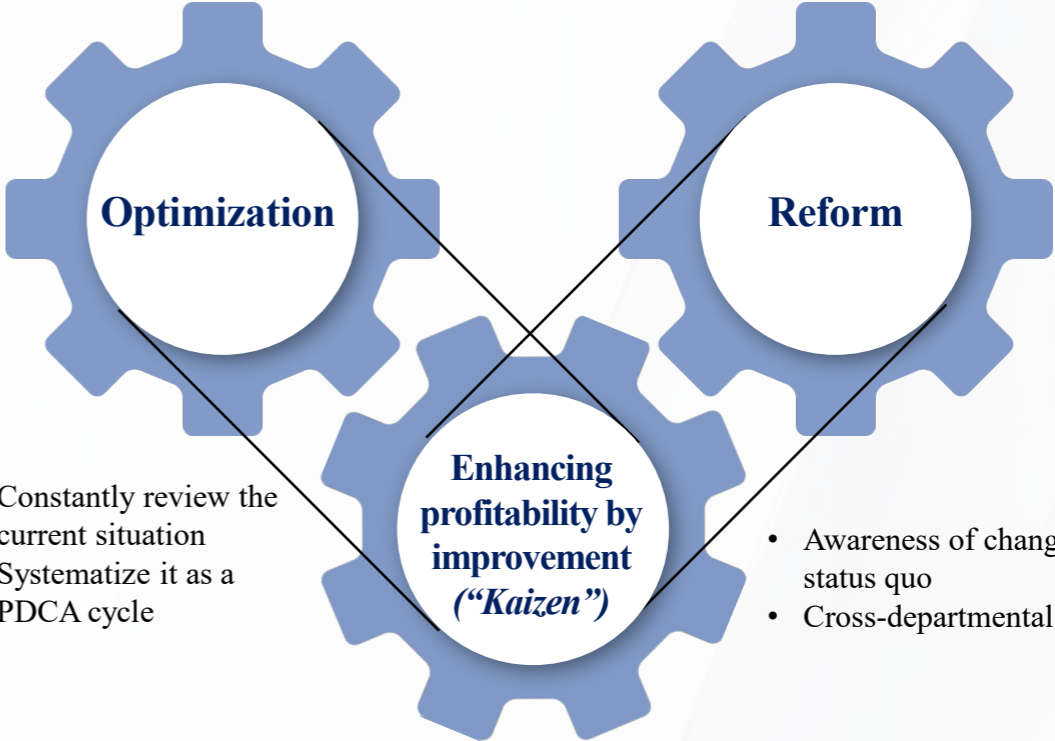 Optimization
Reform
Enhancing
profitability by
improvement
(“Kaizen”)
Constantly review the
current situation
Systematize it as a
PDCA cycle
• Awareness of chang
status quo
• Cross-departmental